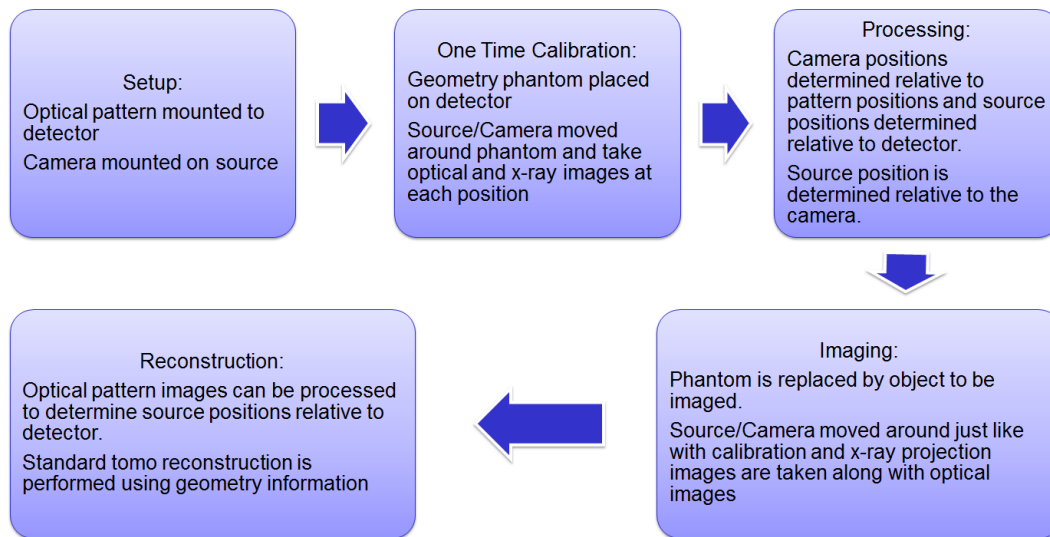 Setup:
Optical pattern mounted to
detector
Camera mounted on source
One Time Calibration:
Geometry phantom placed
on detector
Source/Camera moved
around phantom and take
optical and x-ray images at
each position
Processing:
Camera positions
determined relative to
pattern positions and source
positions determined
relative to detector.
Source position is
determined relative to the
camera.
Imaging:
Phantom is replaced by object to be
imaged.
Source/Camera moved around just like
with calibration and x-ray projection
images are taken along with optical
images
Reconstruction:
Optical pattern images can be processed
to determine source positions relative to
detector.
Standard tomo reconstruction is
performed using geometry information